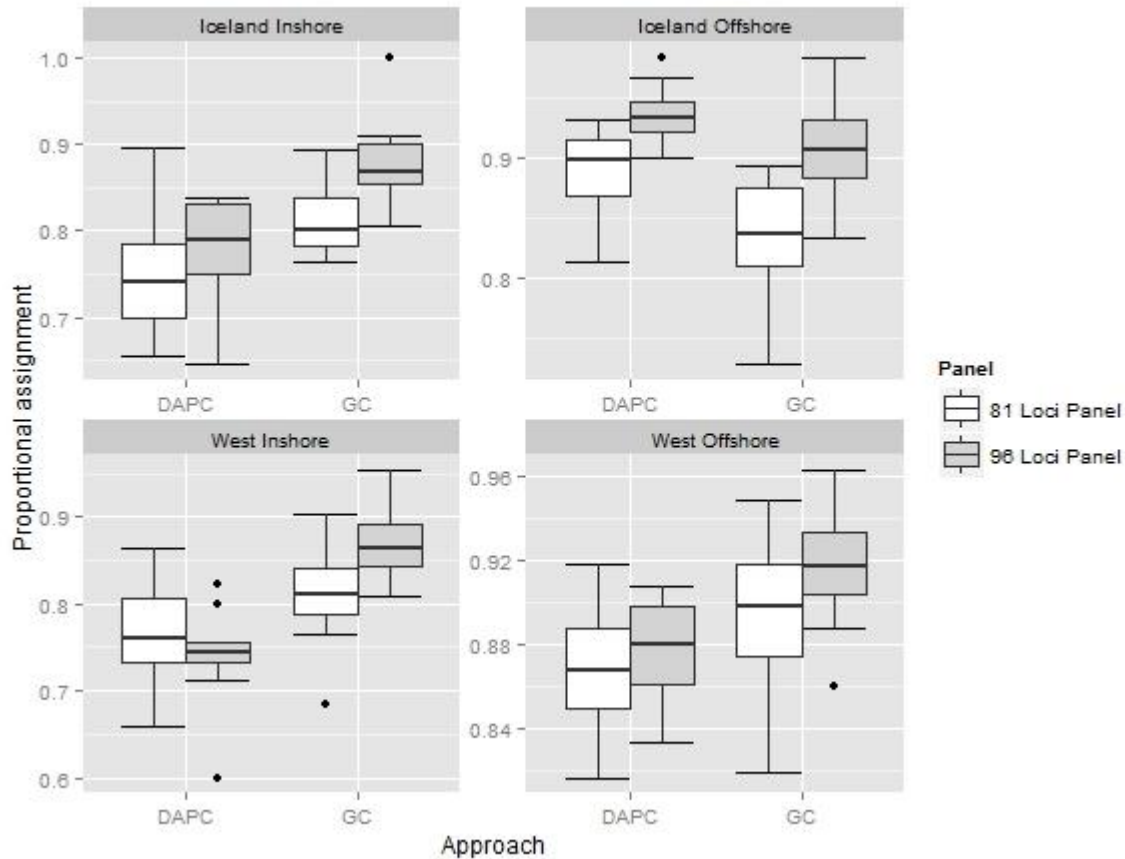 Iceland Inshore
Iceland Offshore
1.0
0.9
0.8
0.7
0.9
0.8
DAPC
GC
DAPC
GC
West Inshore
West Offshore
0.9
0.8
0.7
0.6
0.96
0.92
0.88
0.84
DAPC
GC
DAPC
GC
Proportional assignment
Approach
Panel
81 Loci Panel
96 Loci Panel